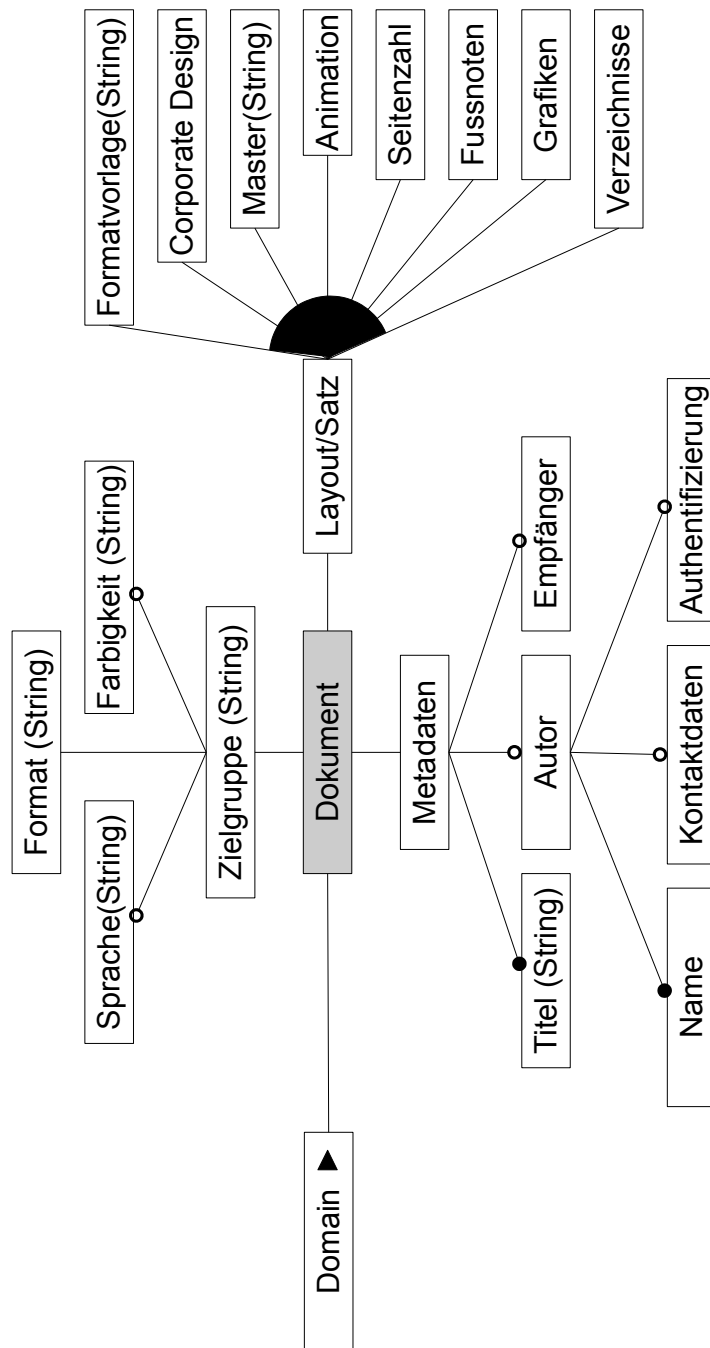 Format (String)
Sprache(String)
Farbigkeit (String)
Zielgruppe (String)
Domain
Dokument
Layout/Satz
Formatvorlage(String)
Corporate Design
Master(String)
Animation
Seitenzahl
Fussnoten
Grafiken
Verzeichnisse
Metadaten
Titel (String)
Autor
Empfänger
Name
Kontaktdaten
Authentifizierung